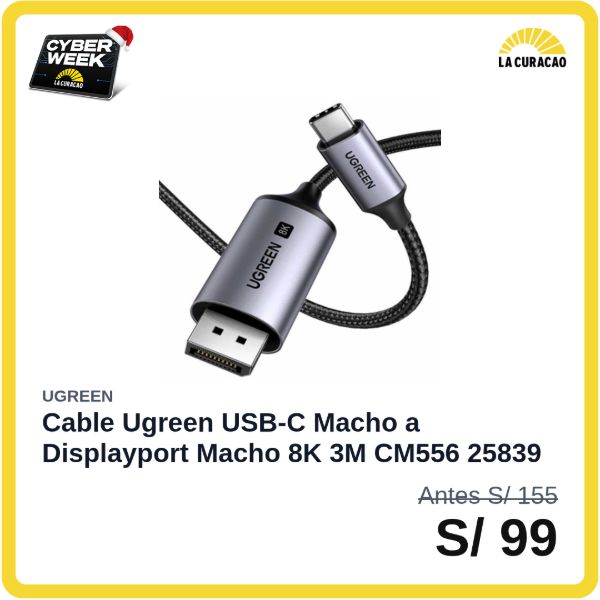 CYBER
WEEK
LA CURACAO
LA CURACAO
UGREEN
UGREEN
8K
UGREEN
Cable Ugreen USB-C Macho a
Displayport Macho 8K 3M CM556 25839
Antes S/ 155
S/ 99